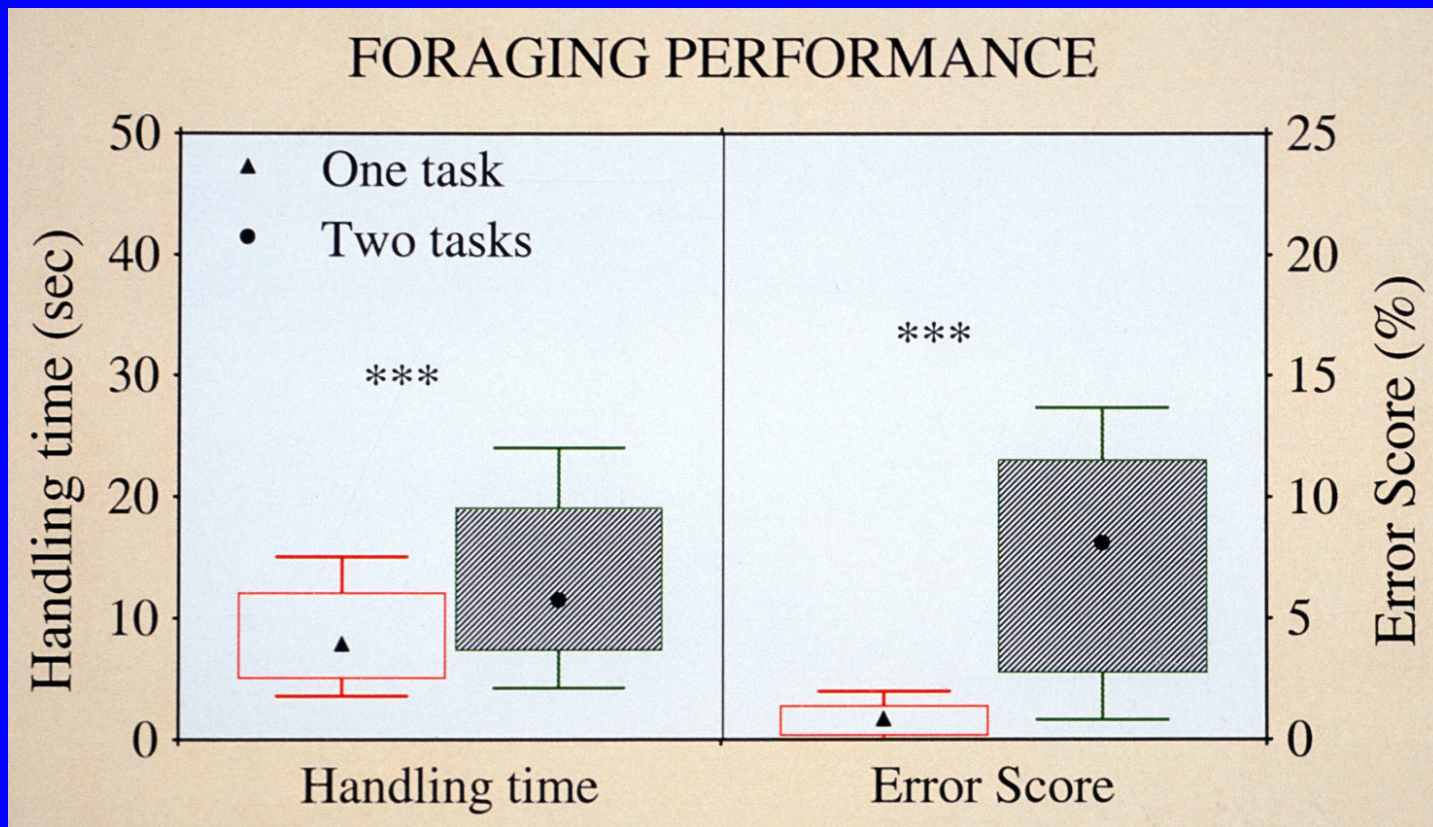 FORAGING PERFORMANCE
50
40
30
20
10
0
Handling time (sec)
One task
Two tasks
***
***
25
20
15
10
5
0
Error Score (%)
Handling time
Error Score